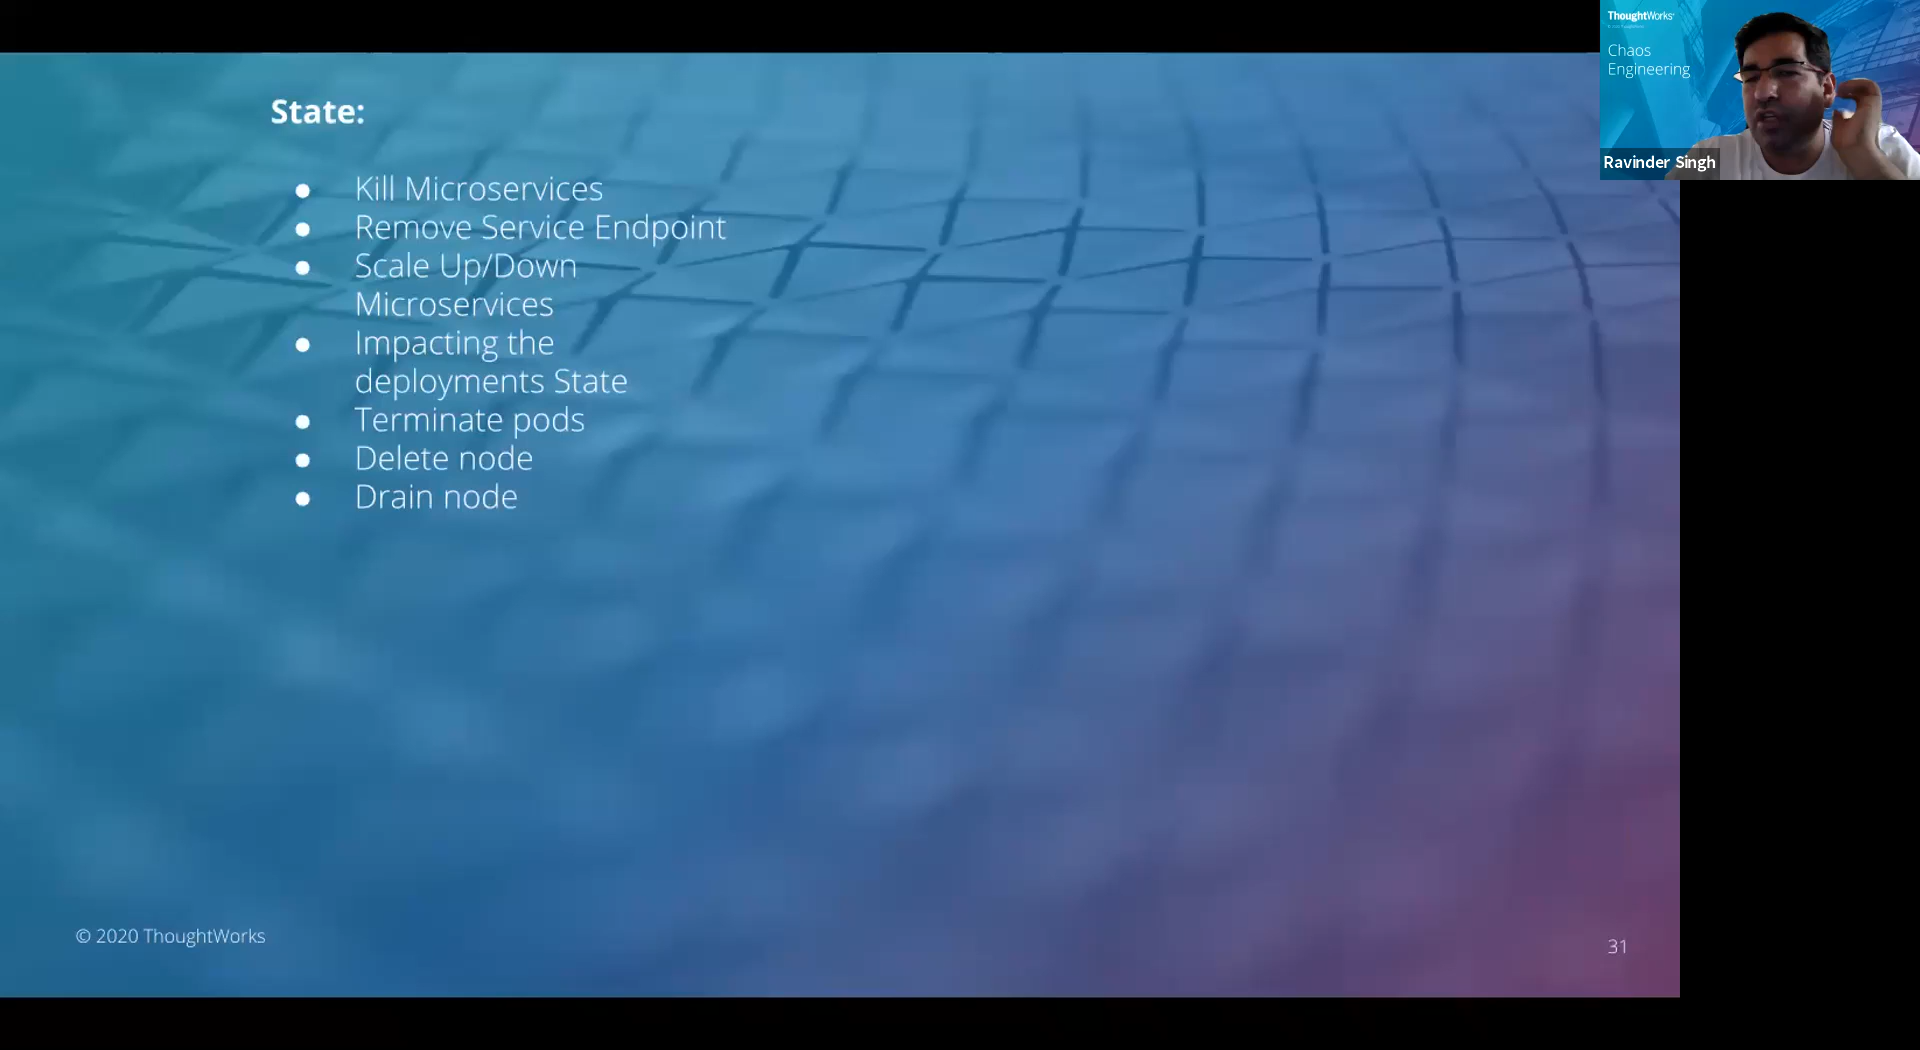 State:
● Kill Microservices
● Remove Service Endpoint
● Scale Up/Down
Microservices
● Impacting the
deployments State
● Terminate pods
● Delete node
● Drain node
© 2020 ThoughtWorks
31
ThoughtWorks
Chaos
Engineering
Ravinder Singh